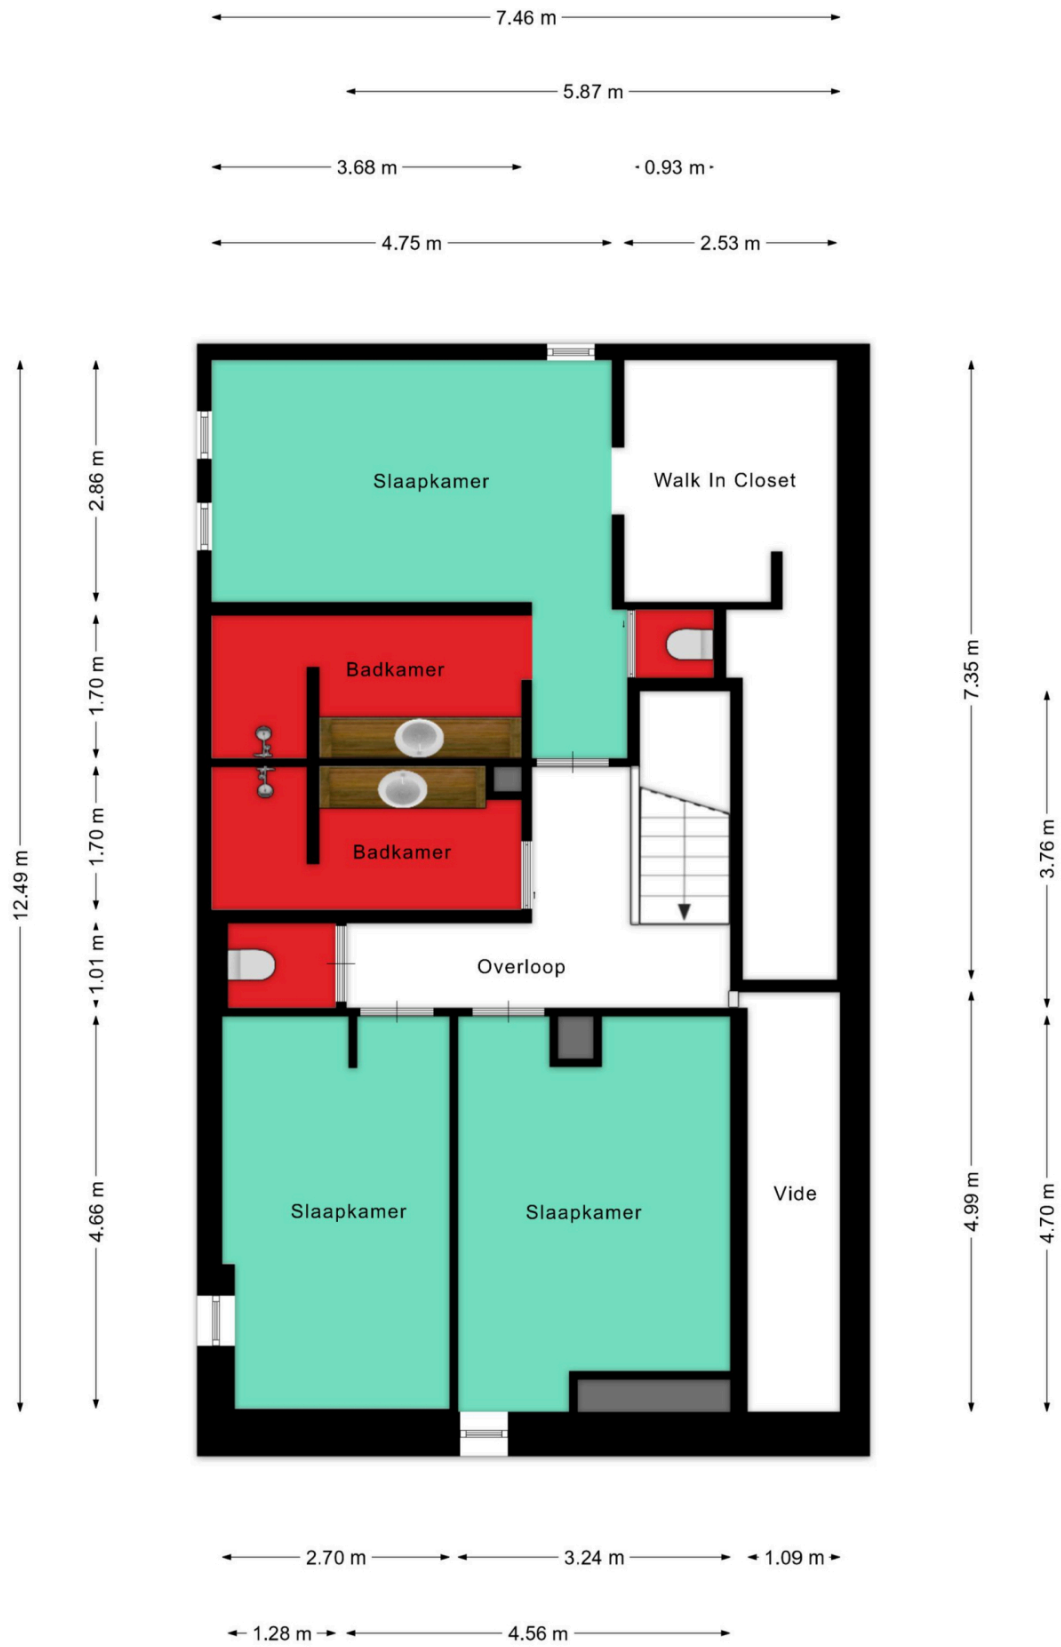 7.46 m
5.87 m
3.68 m
0.93 m
4.75 m
2.53 m
2.86 m
Slaapkamer
Walk In Closet
1.70 m
Badkamer
7.35 m
12.49 m
1.70 m
Badkamer
3.76 m
1.01 m
Overloop
4.66 m
Slaapkamer
Slaapkamer
Vide
4.99 m
4.70 m
2.70 m
3.24 m
1.09 m
1.28 m
4.56 m